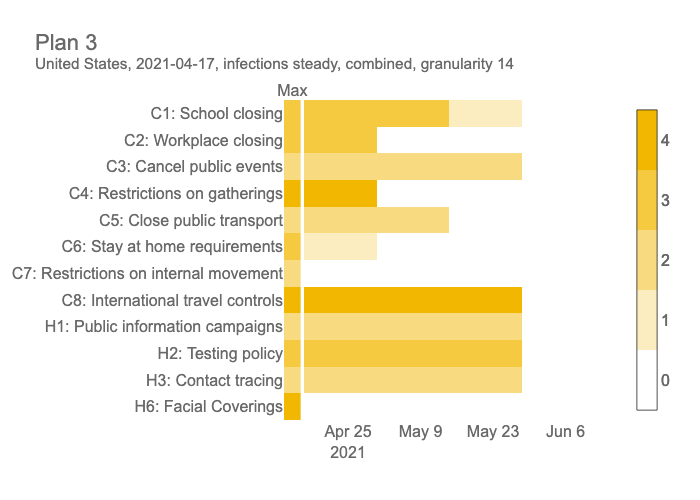 Plan 3
United States, 2021-04-17, infections steady, combined, granularity 14
Max
C1: School closing
C2: Workplace closing
C3: Cancel public events
C4: Restrictions on gatherings
C5: Close public transport
C6: Stay at home requirements
C7: Restrictions on internal movement
C8: International travel controls
H1: Public information campaigns
H2: Testing policy
H3: Contact tracing
H6: Facial Coverings
Apr 25 May 9 May 23 Jun 6
2021
4
3
2
1
0